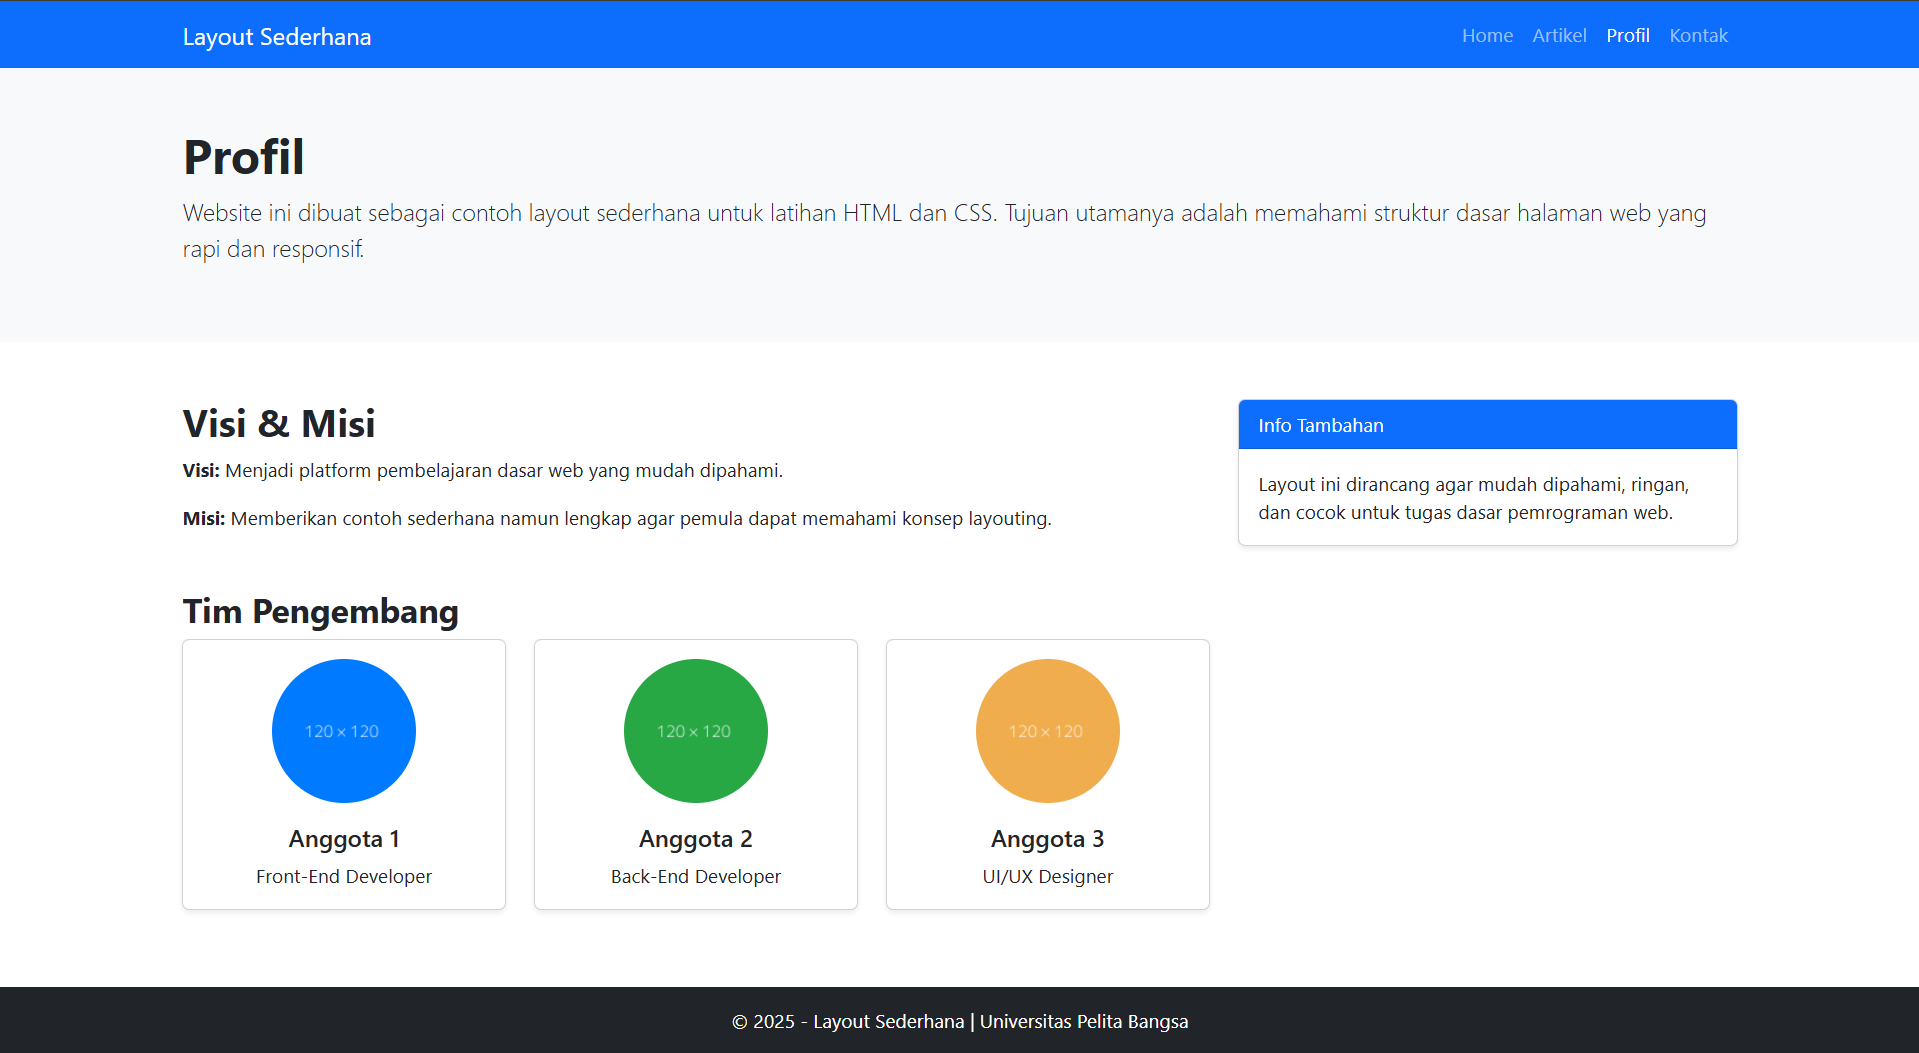 Layout Sederhana
Home Artikel Profil Kontak
Profil
Website ini dibuat sebagai contoh layout sederhana untuk latihan HTML dan CSS. Tujuan utamanya adalah memahami struktur dasar halaman web yang
rapi dan responsif.
Visi & Misi
Visi: Menjadi platform pembelajaran dasar web yang mudah dipahami.
Misi: Memberikan contoh sederhana namun lengkap agar pemula dapat memahami konsep layouting.
Info Tambahan
Layout ini dirancang agar mudah dipahami, ringan,
dan cocok untuk tugas dasar pemrograman web.
Tim Pengembang
120 × 120
Anggota 1
Front-End Developer
120 × 120
Anggota 2
Back-End Developer
120 × 120
Anggota 3
UI/UX Designer
© 2025 - Layout Sederhana | Universitas Pelita Bangsa